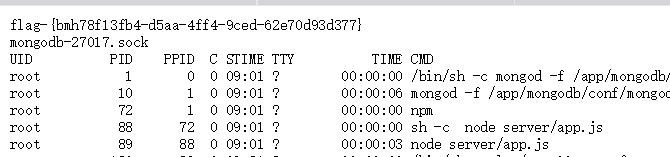 flag-{bmh78f13fb4-d5aa-4ff4-9ced-62e70d93d377}
mongodb-27017.sock
UID PID PPID C STIME TTY TIME CMD
root 1 0 0 09:01 ? 00:00:00 /bin/sh -c mongod -f /app/mongodb/
root 10 1 0 09:01 ? 00:00:06 mongod -f /app/mongodb/conf/mongod
root 72 1 0 09:01 ? 00:00:00 npm
root 88 72 0 09:01 ? 00:00:00 sh -c node server/app.js
root 89 88 0 09:01 ? 00:00:03 node server/app.js